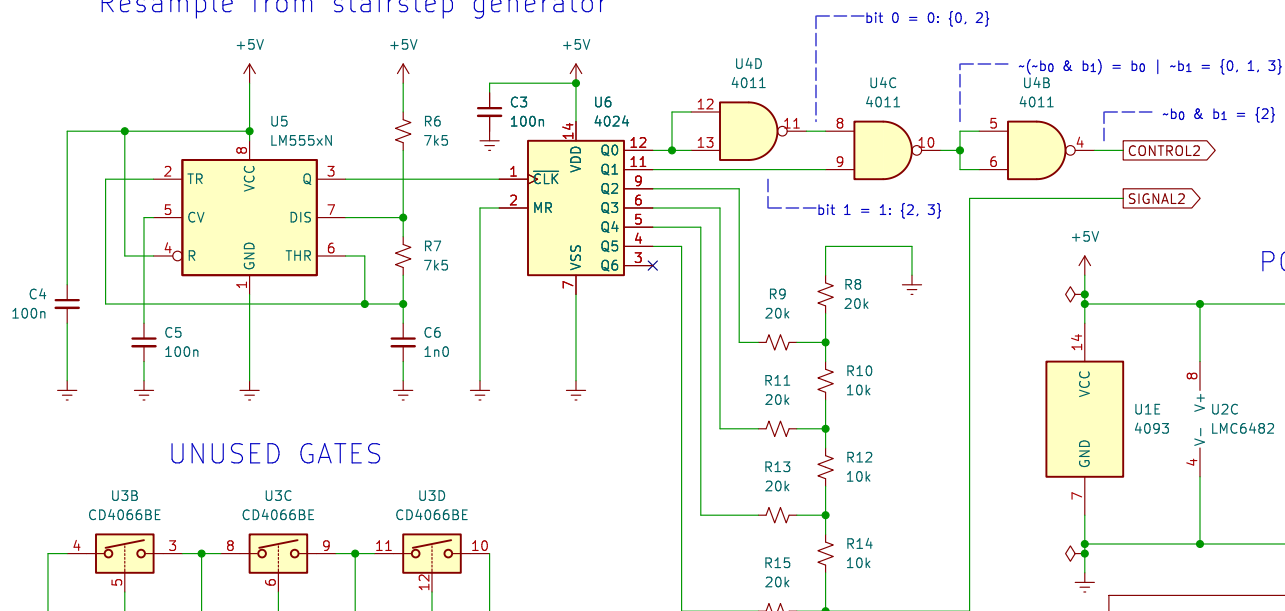 Resample from stairstep generator
bit 0 = 0: {0, 2}
+5V
+5V
+5V
U4D
4011
~(~b₀ & b₁) = b₀ | ~b₁ = {0, 1, 3}
U4C
4011
U4B
4011
~b₀ & b₁ = {2}
C3
100n
U6
4024
12
13
11
8
9
10
5
6
4
CONTROL2
U5
LM555xN
R6
7k5
14
VDD
8
VCC
2
TR
Q
3
1
CLK
2
MR
Q0
12
Q1
11
Q2
9
Q3
6
Q4
5
Q5
4
Q6
3
SIGNAL2
bit 1 = 1: {2, 3}
5
CV
DIS
7
4
R
THR
6
GND
1
R7
7k5
VSS
7
+5V
PO
C4
100n
C5
100n
C6
1n0
R8
20k
R9
20k
R10
10k
R11
20k
R12
10k
R13
20k
R14
10k
R15
20k
14
VCC
GND
7
U1E
4093
8
V+
V-
4
U2C
LMC6482
UNUSED GATES
U3B
CD4066BE
U3C
CD4066BE
U3D
CD4066BE
4
3
8
9
11
10
5
6
12